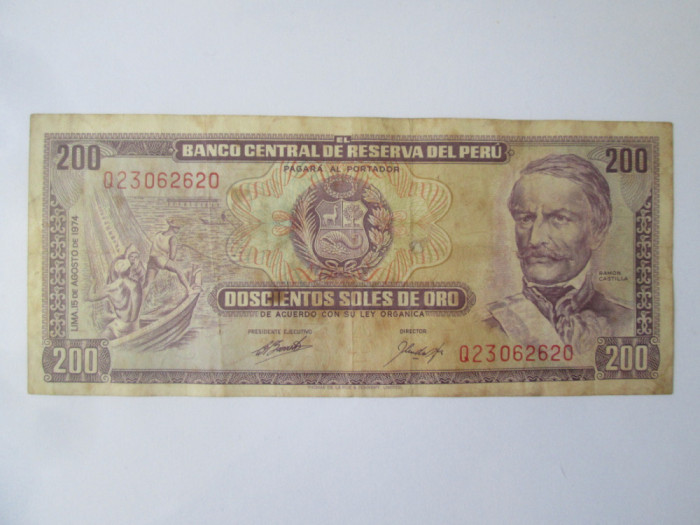 EL
200 BANCO CENTRAL DE RESERVA DEL PERÚ 200
PAGARA AL PORTADOR
Q23062620
LIMA, 15 DE AGOSTO DE 1974
RAMON
CASTILLA
DOSCIENTOS SOLES DE ORO
DE ACUERDO CON SU LEY ORGANICA
PRESIDENTE EJECUTIVO DIRECTOR
Q23062620
200 200